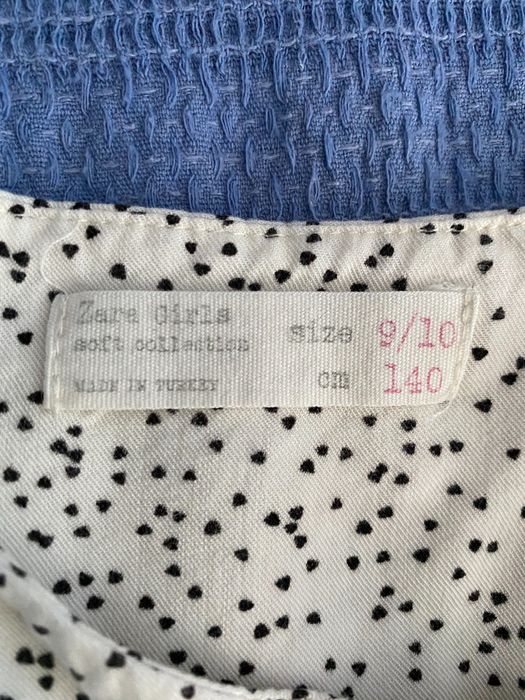 Zara Girls
soft collection
MADE IN TURKEY
size 9/10
cm 140